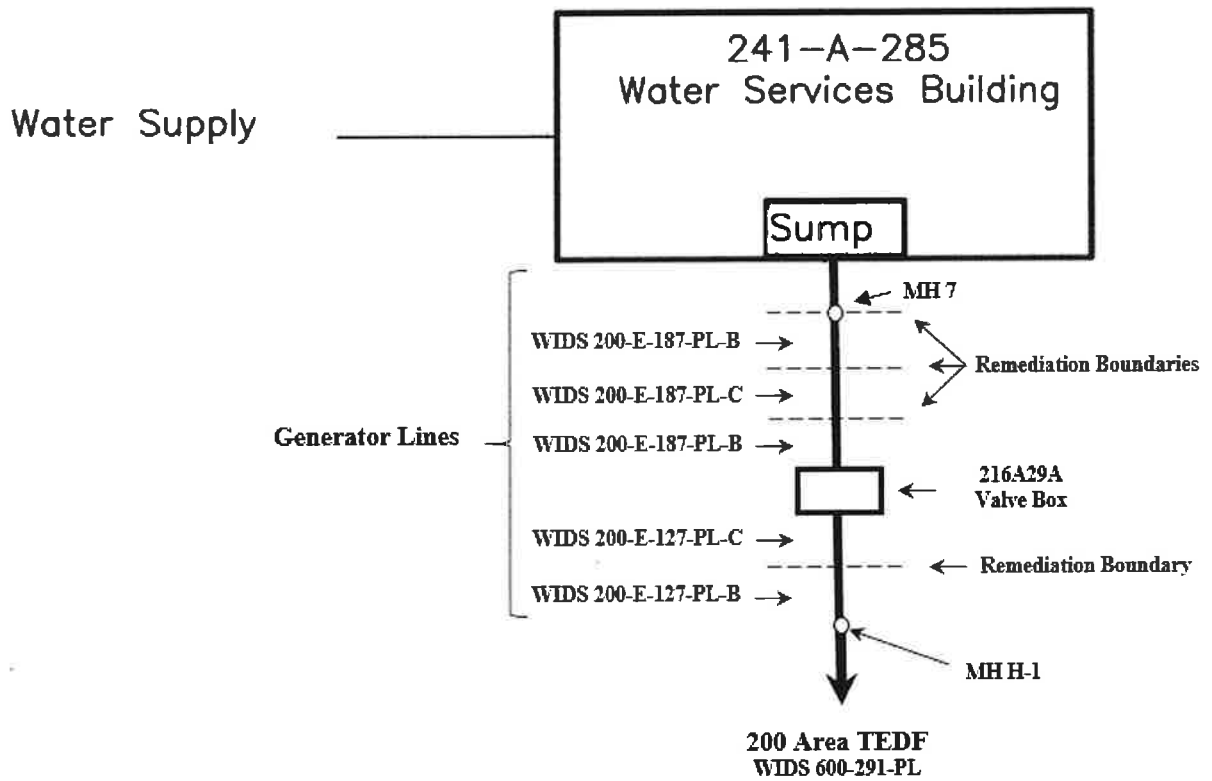 241-A-285
Water Services Building
Water Supply
Sump
MH 7
WIDS 200-E-187-PL-B
Remediation Boundaries
WIDS 200-E-187-PL-C
Generator Lines
WIDS 200-E-187-PL-B
216A29A
Valve Box
WIDS 200-E-127-PL-C
Remediation Boundary
WIDS 200-E-127-PL-B
MH H-1
200 Area TEDF
WIDS 600-291-PL